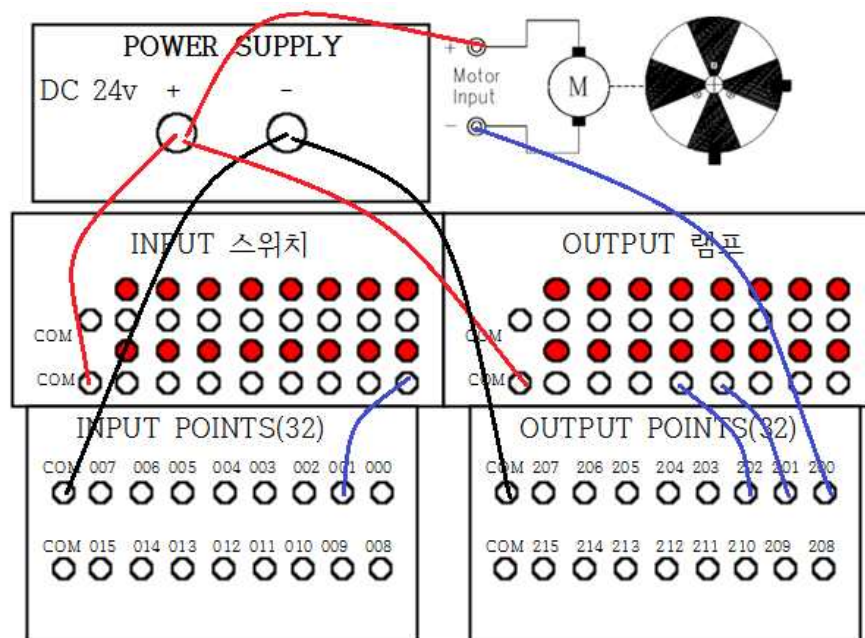 POWER SUPPLY
DC 24v + -
+
Motor
Input
-
M
INPUT 스위치
COM
COM
OUTPUT 램프
COM
COM
INPUT POINTS(32)
COM 007 006 005 004 003 002 001 000
COM 015 014 013 012 011 010 009 008
OUTPUT POINTS(32)
COM 207 206 205 204 203 202 201 200
COM 215 214 213 212 211 210 209 208